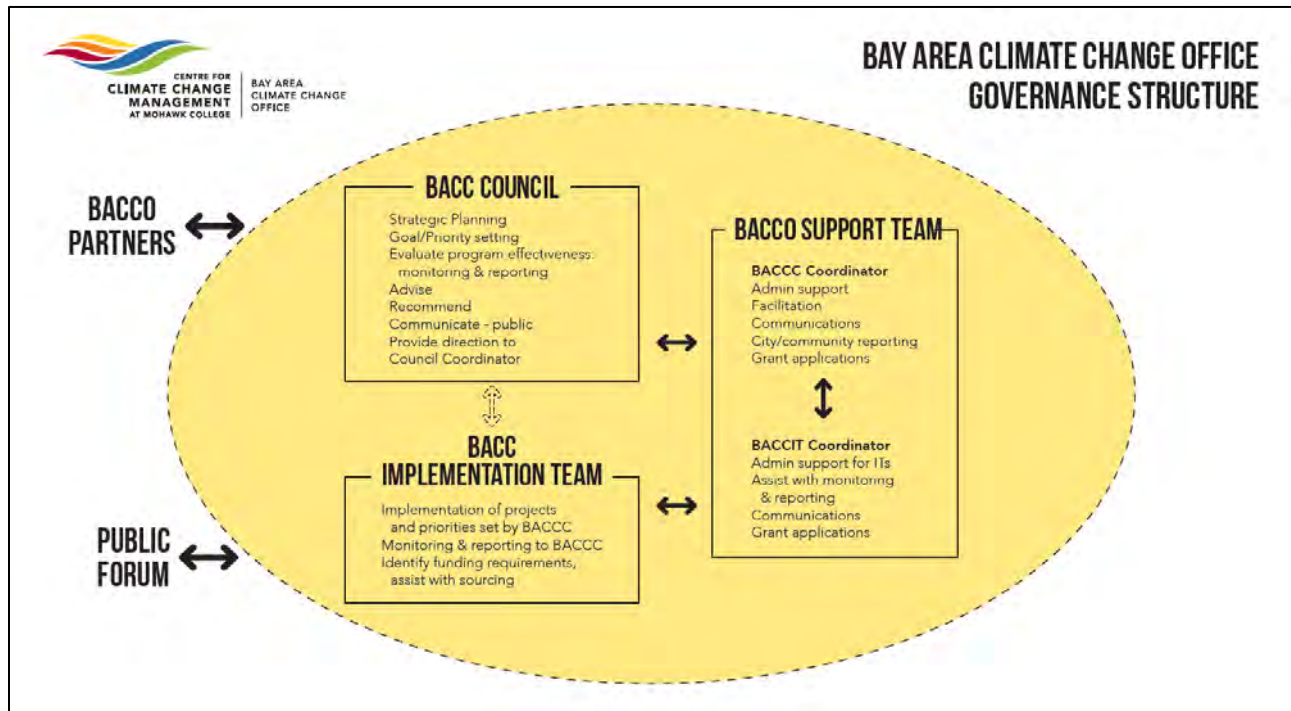 CENTRE FOR
CLIMATE CHANGE
MANAGEMENT
AT MOHAWK COLLEGE
BAY AREA
CLIMATE CHANGE
OFFICE
BAY AREA CLIMATE CHANGE OFFICE
GOVERNANCE STRUCTURE
BACCO
PARTNERS
PUBLIC
FORUM
BACC COUNCIL
Strategic Planning
Goal/Priority setting
Evaluate program effectiveness:
monitoring & reporting
Advise
Recommend
Communicate - public
Provide direction to
Council Coordinator
BACC
IMPLEMENTATION TEAM
Implementation of projects
and priorities set by BACCC
Monitoring & reporting to BACCC
Identify funding requirements,
assist with sourcing
BACCO SUPPORT TEAM
BACCC Coordinator
Admin support
Facilitation
Communications
City/community reporting
Grant applications
BACCIT Coordinator
Admin support for ITs
Assist with monitoring
& reporting
Communications
Grant applications